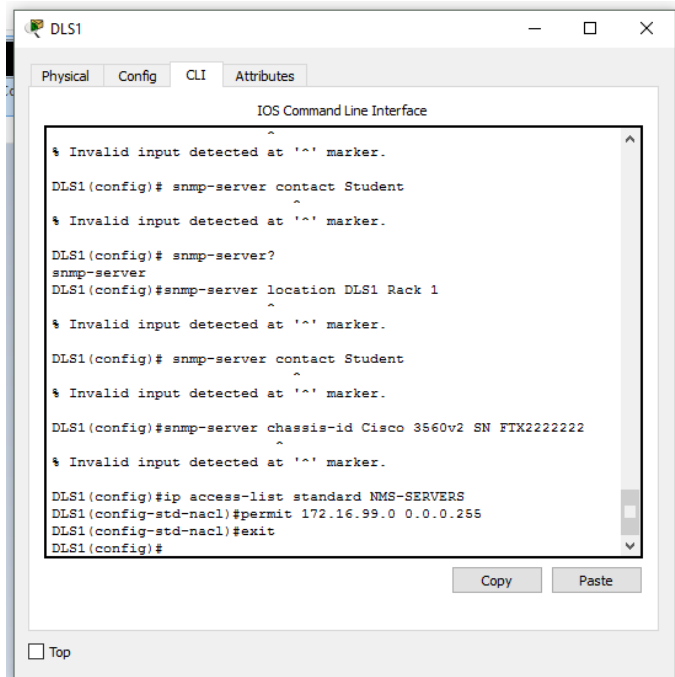 DLS1
Physical Config CLI Attributes
IOS Command Line Interface
^
% Invalid input detected at '^' marker.
DLS1(config)# snmp-server contact Student
^
% Invalid input detected at '^' marker.
DLS1(config)# snmp-server?
snmp-server
DLS1(config)#snmp-server location DLS1 Rack 1
^
% Invalid input detected at '^' marker.
DLS1(config)# snmp-server contact Student
^
% Invalid input detected at '^' marker.
DLS1(config)#snmp-server chassis-id Cisco 3560v2 SN FTX2222222
^
% Invalid input detected at '^' marker.
DLS1(config)#ip access-list standard NMS-SERVERS
DLS1(config-std-nacl)#permit 172.16.99.0 0.0.0.255
DLS1(config-std-nacl)#exit
DLS1(config)#
Copy Paste
Top